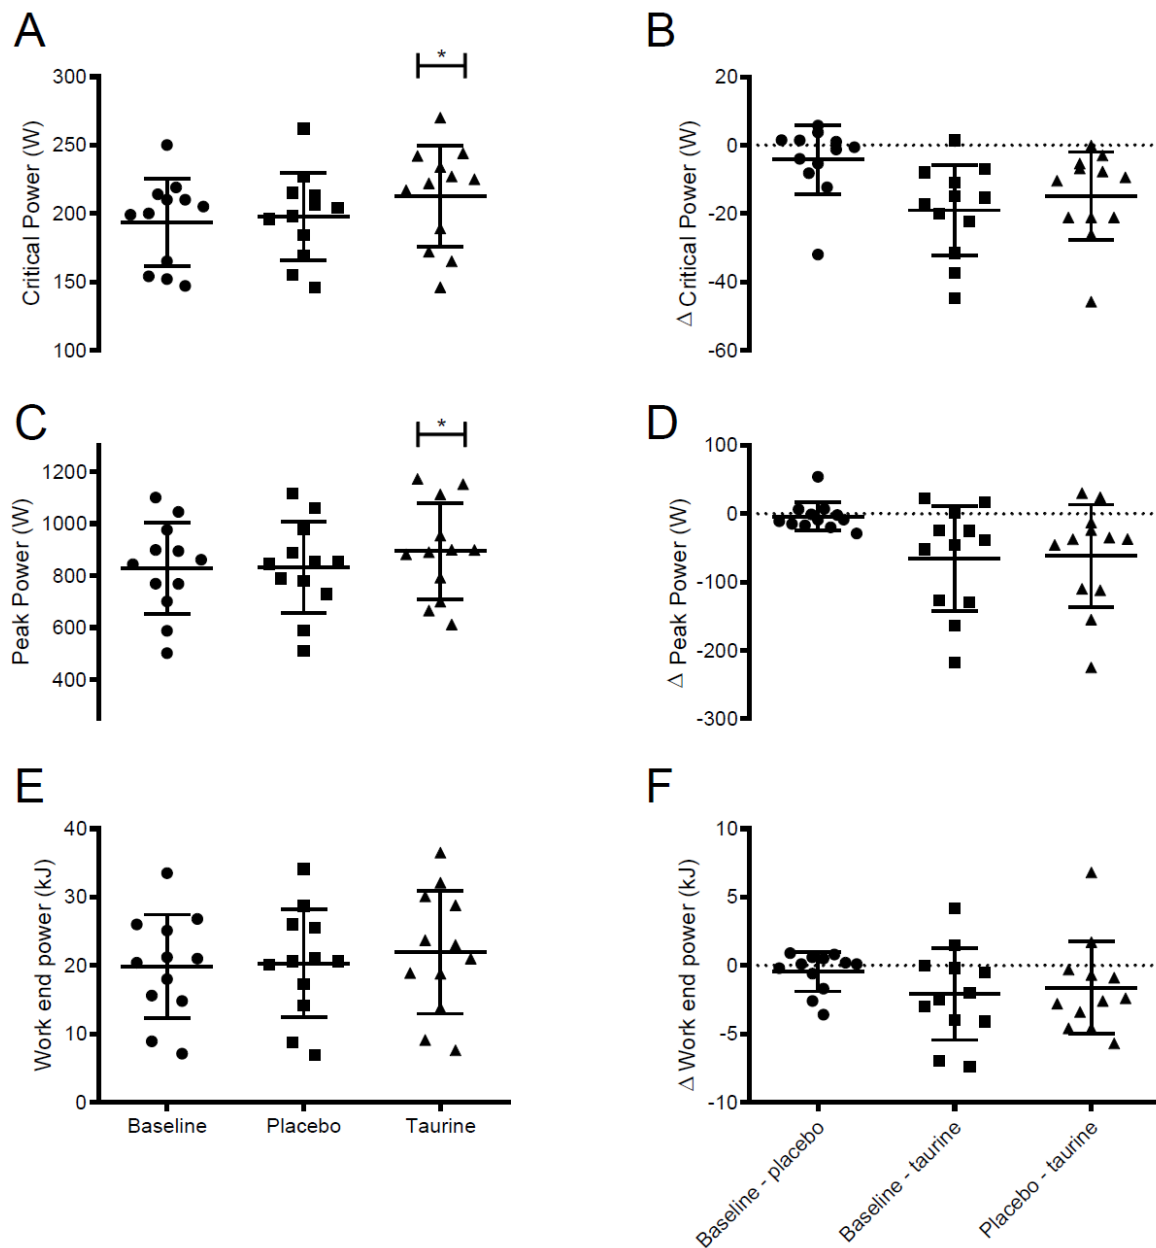 A
B
*
300
250
200
150
100
Critical Power (W)
20
0
-20
-40
-60
Δ Critical Power (W)
C
D
*
1200
1000
800
600
400
Peak Power (W)
100
0
-100
-200
-300
Δ Peak Power (W)
E
F
40
30
20
10
0
Work end power (kJ)
Baseline
Placebo
Taurine
10
5
0
-5
-10
Δ Work end power (kJ)
Baseline - placebo
Baseline - taurine
Placebo - taurine